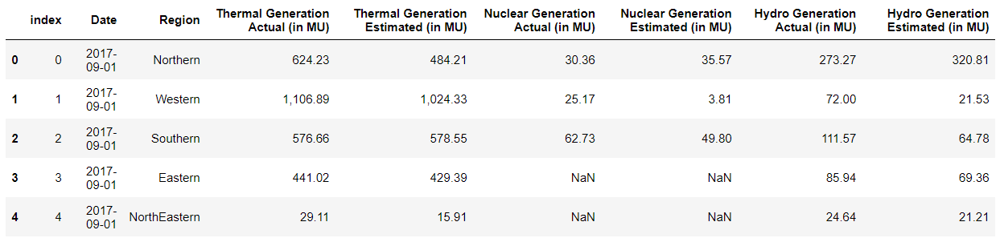 index Date Region Thermal Generation Actual (in MU) Thermal Generation Estimated (in MU) Nuclear Generation Actual (in MU) Nuclear Generation Estimated (in MU) Hydro Generation Actual (in MU) Hydro Generation Estimated (in MU)
0 0 2017-09-01 Northern 624.23 484.21 30.36 35.57 273.27 320.81
1 1 2017-09-01 Western 1,106.89 1,024.33 25.17 3.81 72.00 21.53
2 2 2017-09-01 Southern 576.66 578.55 62.73 49.80 111.57 64.78
3 3 2017-09-01 Eastern 441.02 429.39 NaN NaN 85.94 69.36
4 4 2017-09-01 NorthEastern 29.11 15.91 NaN NaN 24.64 21.21